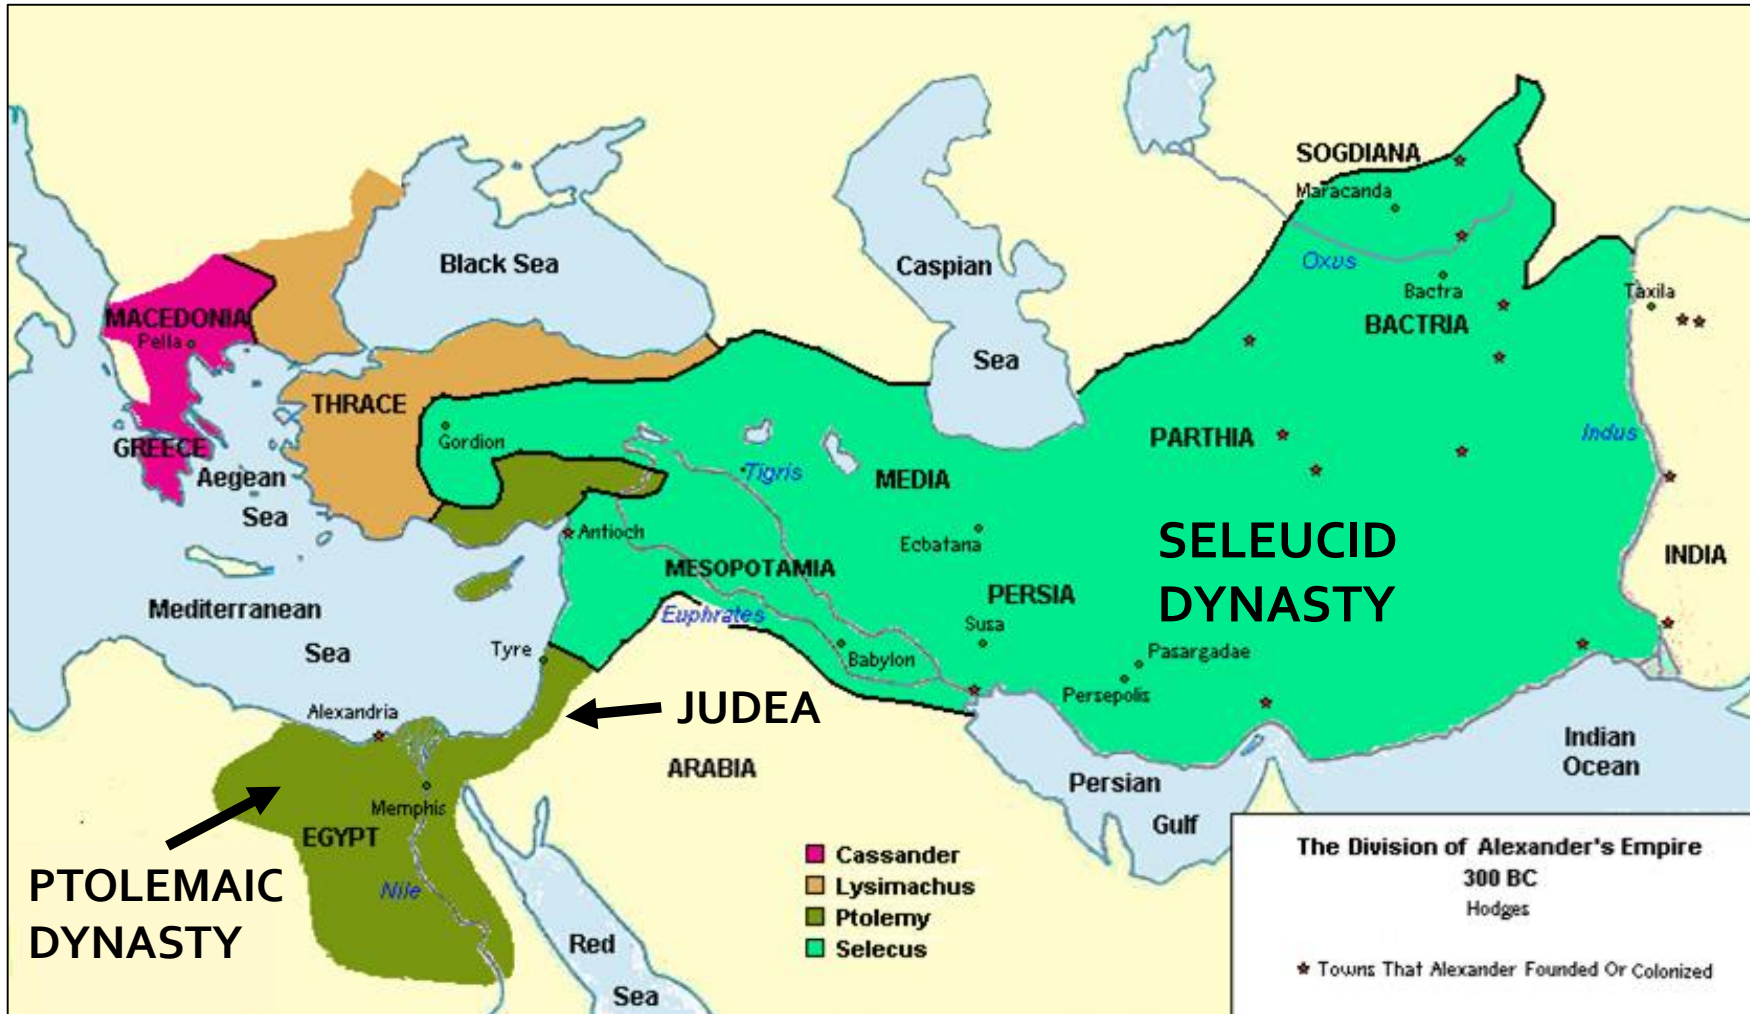 SOGDIANA
Maracanda
Black Sea
Caspian
Sea
Oxus
Bactra
Taxila
BACTRIA
MACEDONIA
Pella
THRACE
Gordion
GREECE
Aegean
Sea
PARTHIA
Indus
Tigris
MEDIA
Antioch
Ecbatana
SELEUCID
DYNASTY
INDIA
MESOPOTAMIA
PERSIA
Mediterranean
Sea
Euphrates
Susa
Tyre
Babylon
Pasargadae
Persepolis
Alexandria
JUDEA
ARABIA
Persian
Gulf
Indian
Ocean
Memphis
EGYPT
Nile
PTOLEMAIC
DYNASTY
Red
Sea
Cassander
Lysimachus
Ptolemy
Selecus
The Division of Alexander's Empire
300 BC
Hodges
Towns That Alexander Founded Or Colonized